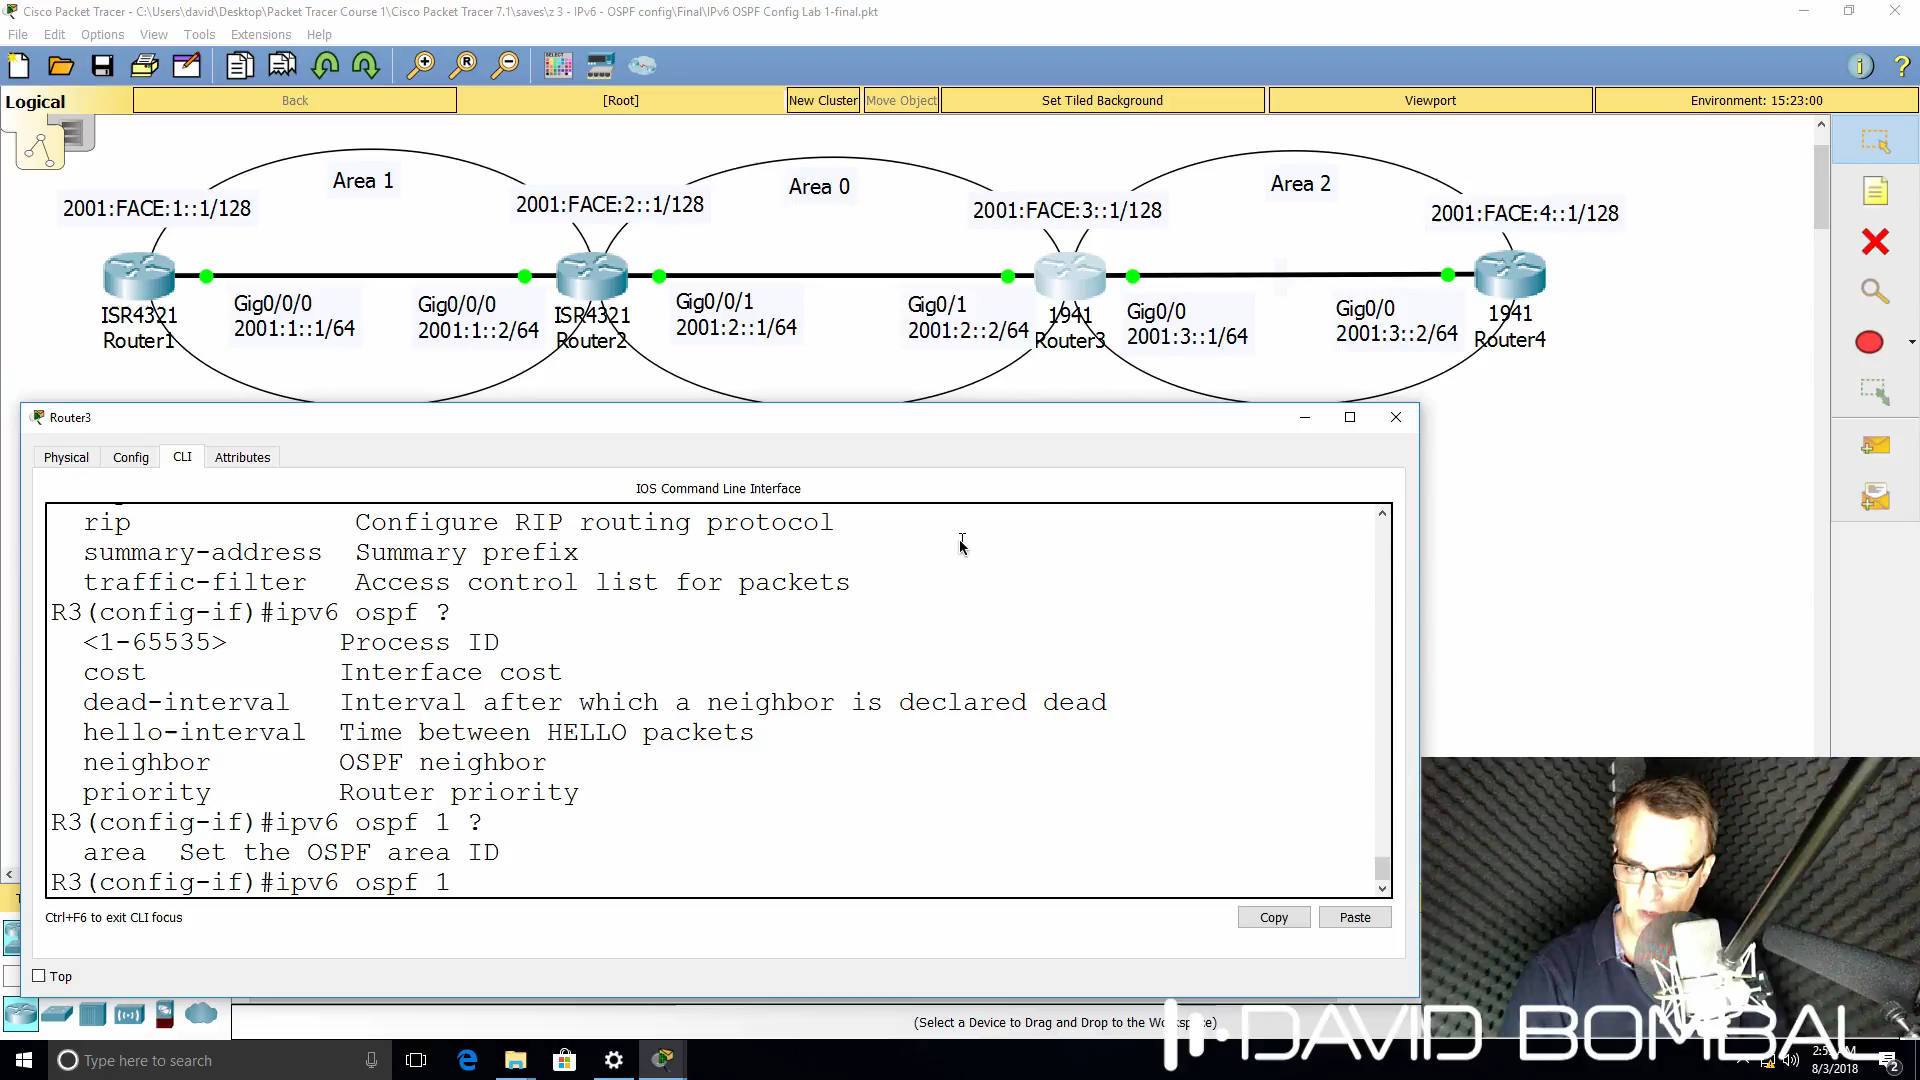 Cisco Packet Tracer - C:\Users\david\Desktop\Packet Tracer Course 1\Cisco Packet Tracer 7.1\saves\z 3 - IPv6 - OSPF config\Final\IPv6 OSPF Config Lab 1-final.pkt
File Edit Options View Tools Extensions Help
Logical Back [Root] New Cluster Move Object Set Tiled Background Viewport Environment: 15:23:00
Area 1
Area 0
Area 2
2001:FACE:1::1/128
2001:FACE:2::1/128
2001:FACE:3::1/128
2001:FACE:4::1/128
ISR4321
Router1
Gig0/0/0
2001:1::1/64
Gig0/0/0
2001:1::2/64
ISR4321
Router2
Gig0/0/1
2001:2::1/64
Gig0/1
2001:2::2/64
1941
Router3
Gig0/0
2001:3::1/64
Gig0/0
2001:3::2/64
1941
Router4
Router3
Physical Config CLI Attributes
IOS Command Line Interface
rip Configure RIP routing protocol
summary-address Summary prefix
traffic-filter Access control list for packets
R3(config-if)#ipv6 ospf ?
<1-65535> Process ID
cost Interface cost
dead-interval Interval after which a neighbor is declared dead
hello-interval Time between HELLO packets
neighbor OSPF neighbor
priority Router priority
R3(config-if)#ipv6 ospf 1 ?
area Set the OSPF area ID
R3(config-if)#ipv6 ospf 1
Ctrl+F6 to exit CLI focus
Copy Paste
Top
(Select a Device to Drag and Drop to the Workspace)
DAVID BOMBAL
Type here to search
8/3/2018
2